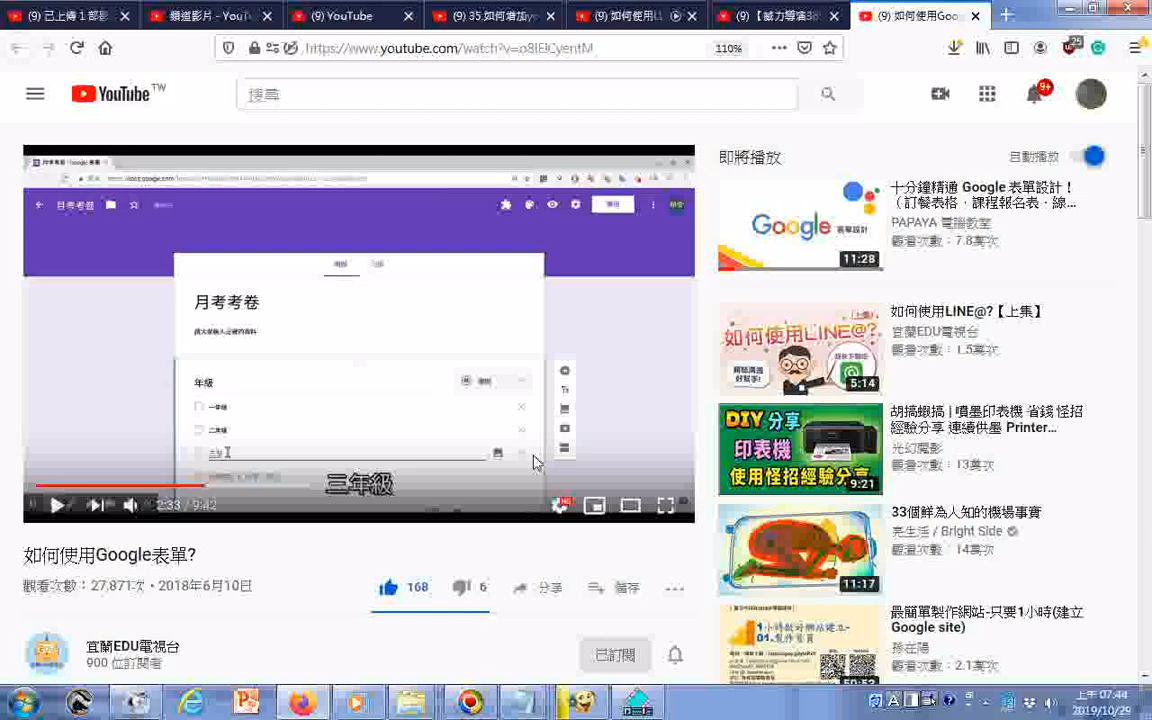 (9) 已上傳 1 部影
頻道影片 - YouT
(9) YouTube
(9) 35.如何增加
(9) 如何使用LI
(9)【威力導演
(9) 如何使用Goo
https://www.youtube.com/watch?v=o8IEICyentM
110%
25
YouTube TW
搜尋
9+
月考考卷
月考考卷
年級
一年級
二年級
三年級
2:33 / 9:42
HD
如何使用Google表單?
觀看次數：27,871次・2018年6月10日
168
6
分享
儲存
宜蘭EDU電視台
900 位訂閱者
已訂閱
即將播放
自動播放
Google 表單設計
11:28
十分鐘精通 Google 表單設計！
（訂餐表格．課程報名表．線...
PAPAYA 電腦教室
觀看次數：7.8萬次
上集
如何使用LINE@?
5:14
如何使用LINE@?【上集】
宜蘭EDU電視台
觀看次數：1.5萬次
DIY 分享
印表機
使用怪招經驗分享
9:21
胡搞蝦搞 | 噴墨印表機 省錢 怪招
經驗分享 連續供墨 Printer...
光幻魔影
觀看次數：13萬次
11:17
33個鮮為人知的機場事實
亮生活 / Bright Side
觀看次數：14萬次
最簡單製作網站-只要1小時(建立
Google site)
孫在陽
觀看次數：2.1萬次
上午 07:44
2019/10/29